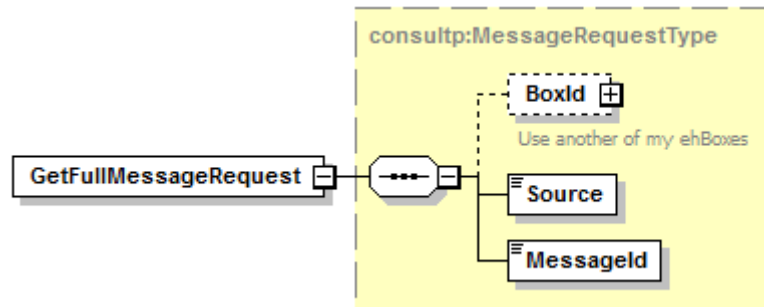 consultp:MessageRequestType
BoxId
Use another of my ehBoxes
GetFullMessageRequest
Source
MessageId